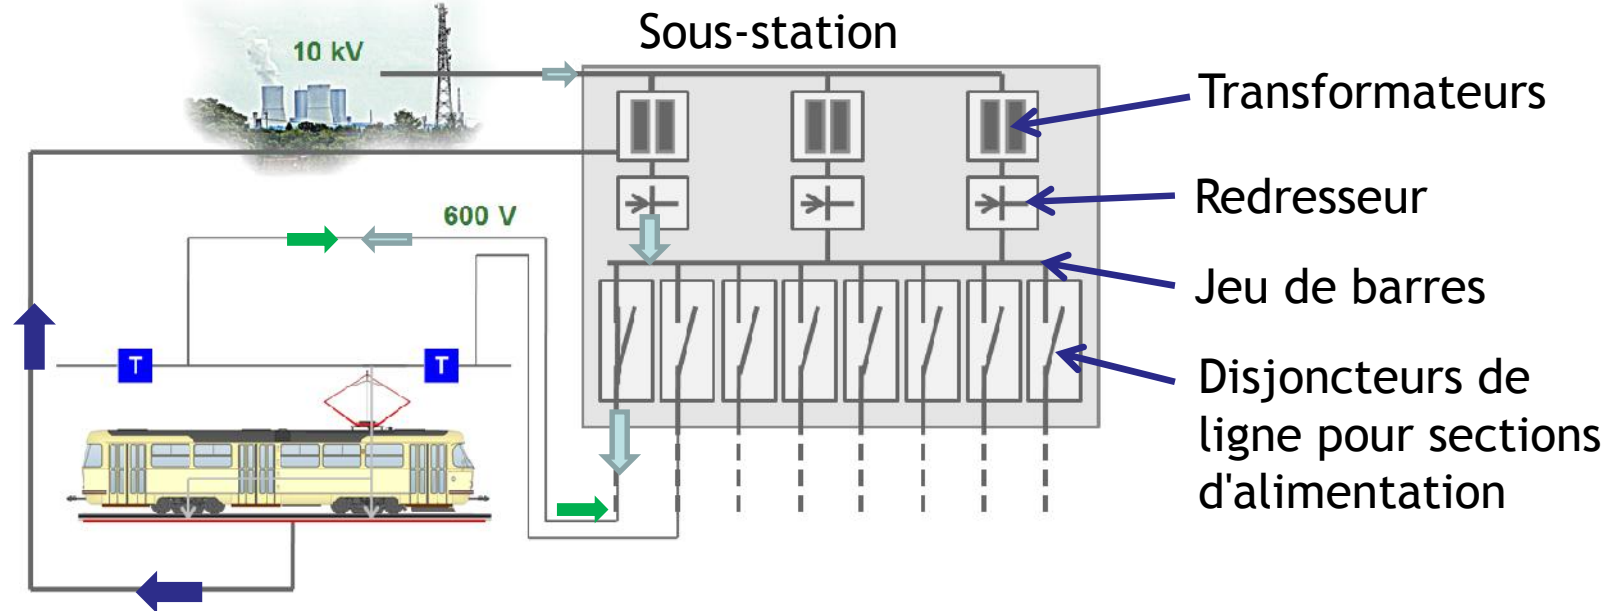 Sous-station
10 kV
Transformateurs
Redresseur
600 V
Jeu de barres
T
T
Disjoncteurs de
ligne pour sections
d'alimentation